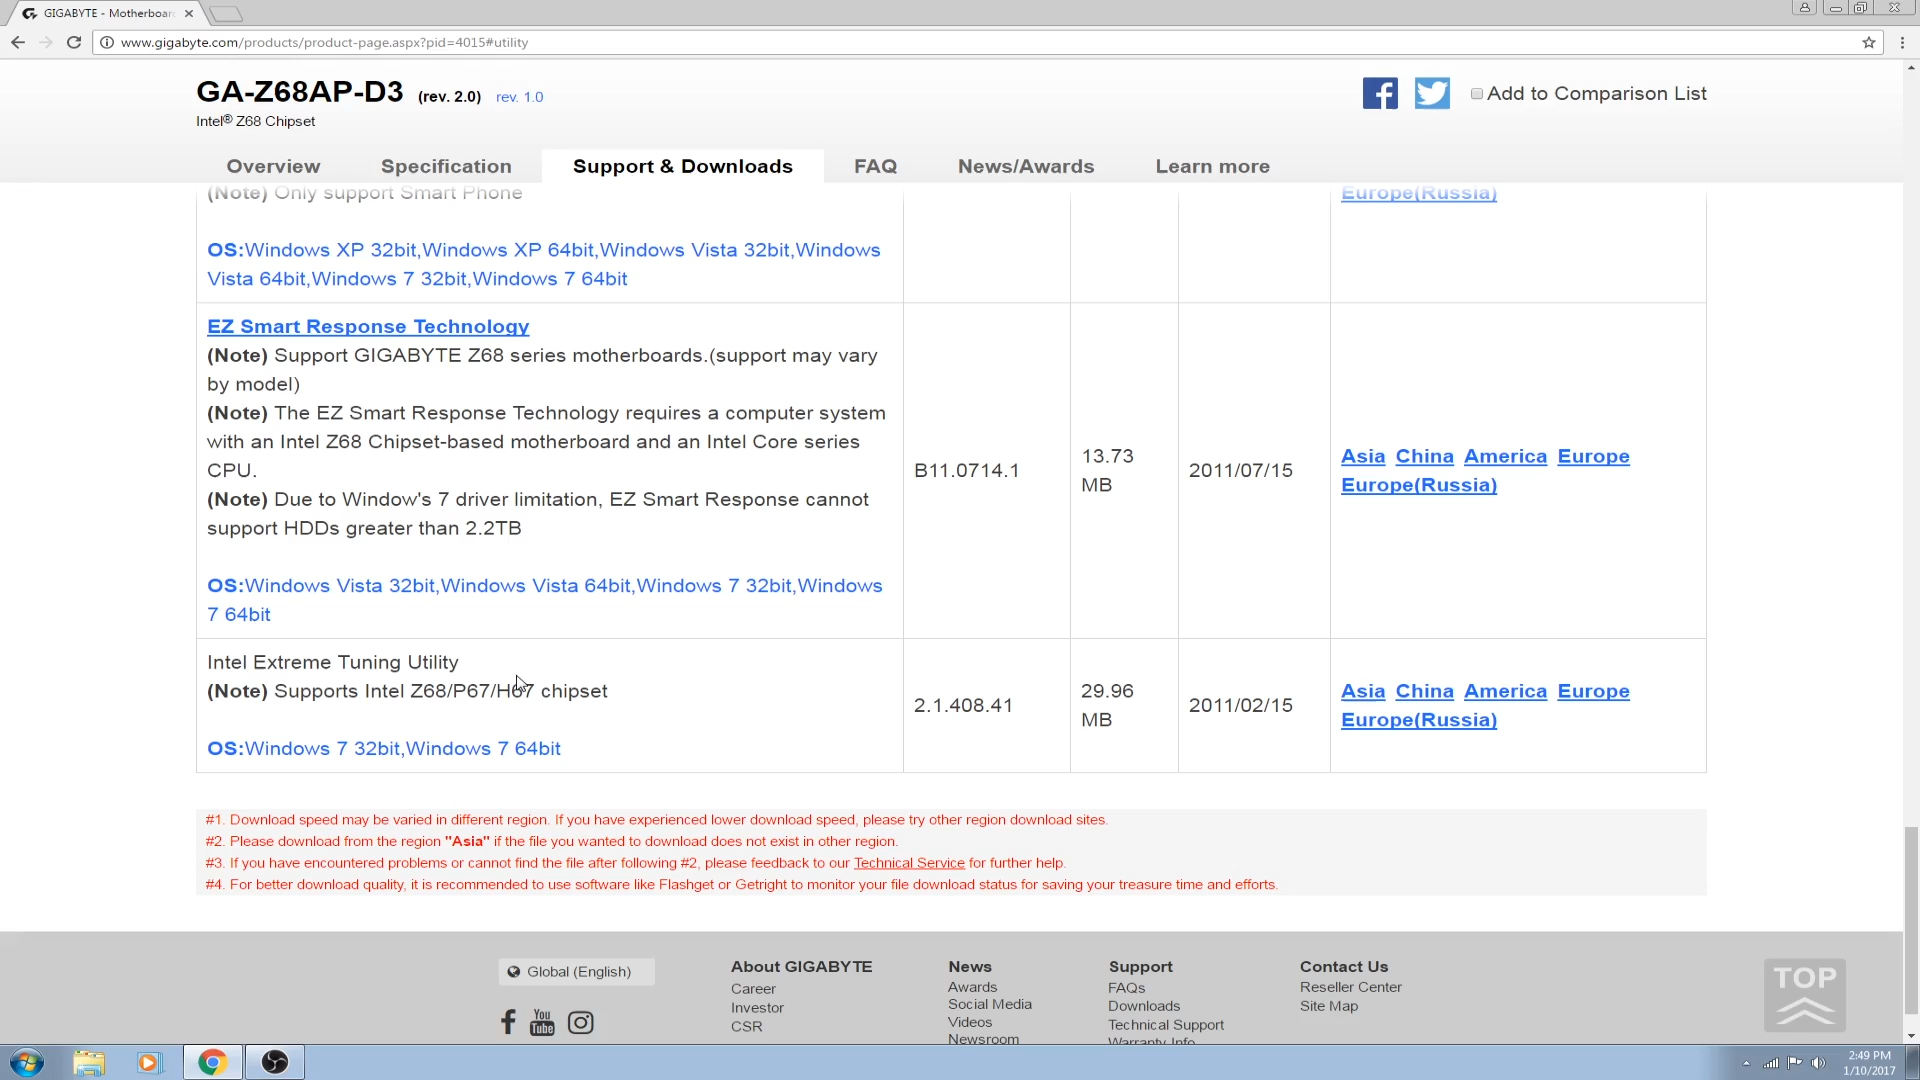 GIGABYTE - Motherboar
www.gigabyte.com/products/product-page.aspx?pid=4015#utility
GA-Z68AP-D3 (rev. 2.0) rev. 1.0
Intel® Z68 Chipset
Add to Comparison List
Overview Specification Support & Downloads FAQ News/Awards Learn more
(Note) Only support Smart Phone
Europe(Russia)
OS:Windows XP 32bit,Windows XP 64bit,Windows Vista 32bit,Windows
Vista 64bit,Windows 7 32bit,Windows 7 64bit
EZ Smart Response Technology
(Note) Support GIGABYTE Z68 series motherboards.(support may vary
by model)
(Note) The EZ Smart Response Technology requires a computer system
with an Intel Z68 Chipset-based motherboard and an Intel Core series
CPU.
(Note) Due to Window's 7 driver limitation, EZ Smart Response cannot
support HDDs greater than 2.2TB
OS:Windows Vista 32bit,Windows Vista 64bit,Windows 7 32bit,Windows
7 64bit
B11.0714.1
13.73
MB
2011/07/15
Asia China America Europe
Europe(Russia)
Intel Extreme Tuning Utility
(Note) Supports Intel Z68/P67/H67 chipset
OS:Windows 7 32bit,Windows 7 64bit
2.1.408.41
29.96
MB
2011/02/15
Asia China America Europe
Europe(Russia)
#1. Download speed may be varied in different region. If you have experienced lower download speed, please try other region download sites.
#2. Please download from the region "Asia" if the file you wanted to download does not exist in other region.
#3. If you have encountered problems or cannot find the file after following #2, please feedback to our Technical Service for further help.
#4. For better download quality, it is recommended to use software like Flashget or Getright to monitor your file download status for saving your treasure time and efforts.
Global (English)
You
Tube
About GIGABYTE
Career
Investor
CSR
News
Awards
Social Media
Videos
Newsroom
Support
FAQs
Downloads
Technical Support
Warranty Info
Contact Us
Reseller Center
Site Map
TOP
2:49 PM
1/10/2017